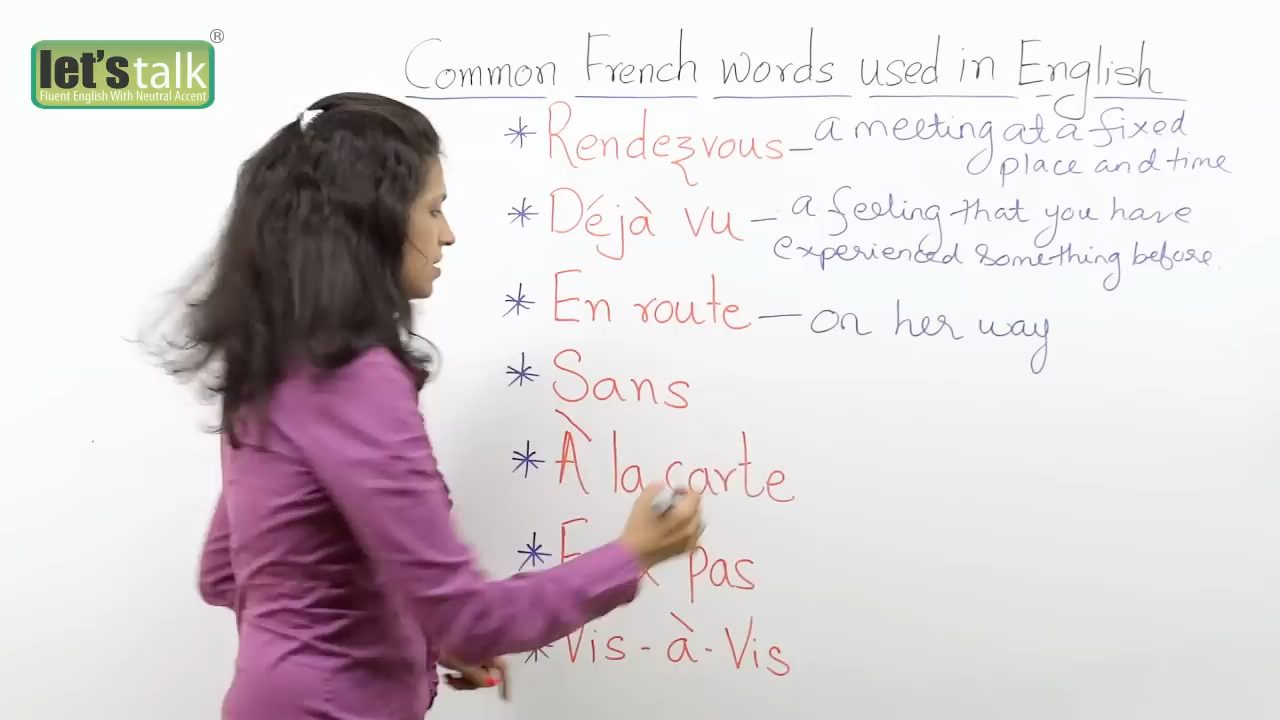 let's talk ®
Fluent English With Neutral Accent
Common French words used in English
* Rendezvous – a meeting at a fixed
place and time
* Déjà vu – a feeling that you have
experienced something before.
* En route – on her way
* Sans
* À la carte
* pas
* Vis-à-Vis